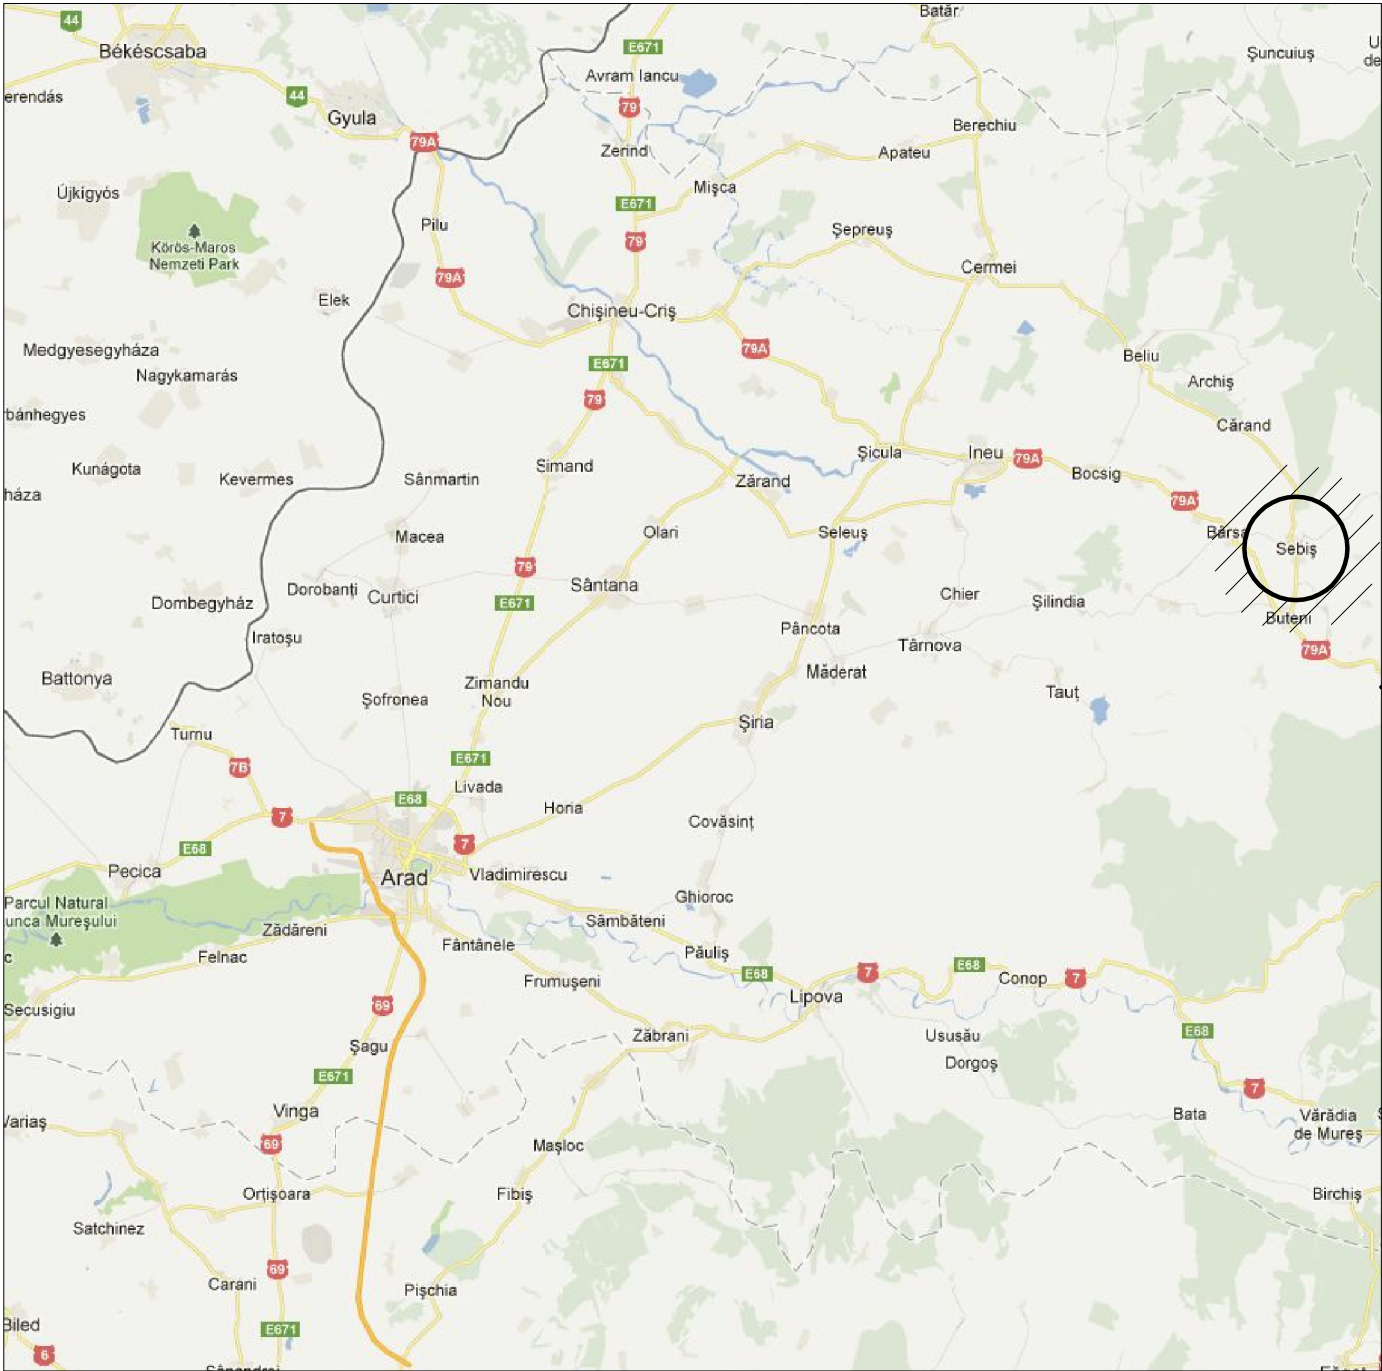 44
Batăr
Békéscsaba
E671
Şuncuiuş
Avram Iancu
erendás
44
79
Gyula
Berechiu
79A
Zerind
Apateu
Újkígyós
Mişca
E671
Pilu
Şepreuş
79
Körös-Maros
Nemzeti Park
Cermei
79A
Elek
Chişineu-Criş
Medgyesegyháza
79A
Beliu
E671
Nagykamarás
Archiş
79
bánhegyes
Cărand
Şicula
Ineu
79A
Kunágota
Simand
Bocsig
Kevermes
Sânmartin
Zărand
háza
79A
Macea
Olari
Seleuş
Bârsa
Sebiş
79
Dorobanţi
Curtici
Sântana
Chier
Dombegyház
E671
Şilindia
Buteni
Iratoşu
Pâncota
Târnova
79A
Battonya
Măderat
Zimandu
Nou
Şofronea
Tauţ
Şiria
Turnu
E671
7B
Livada
E68
Horia
7
Covăsinţ
7
E68
Pecica
Arad
Vladimirescu
Parcul Natural
unca Mureşului
Ghioroc
Sâmbăteni
Zădăreni
Fântânele
Felnac
Păuliş
c
E68
7
E68
Conop
7
Frumuşeni
Lipova
Secusigiu
69
E68
Zăbrani
Ususău
Şagu
Dorgoş
E671
7
Vinga
Bata
Vărădia
de Mureş
Variaş
69
Maşloc
Orţişoara
Fibiş
Birchiş
Satchinez
69
Carani
Pişchia
Biled
E671
6